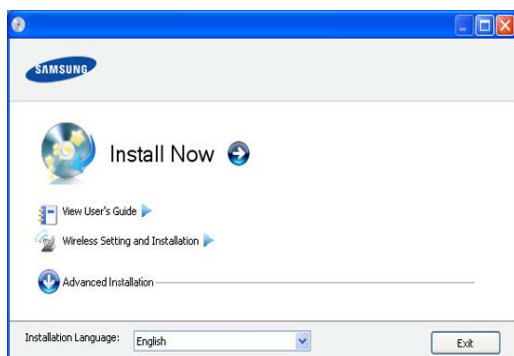 SAMSUNG
Install Now
View User's Guide
Wireless Setting and Installation
Advanced Installation
Installation Language: English
Exit